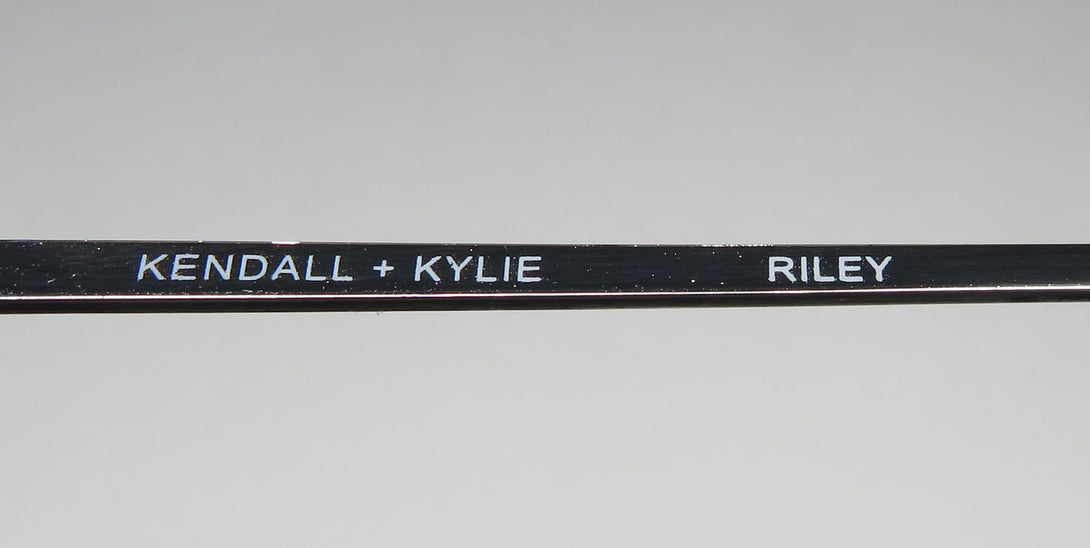 KENDALL + KYLIE RILEY